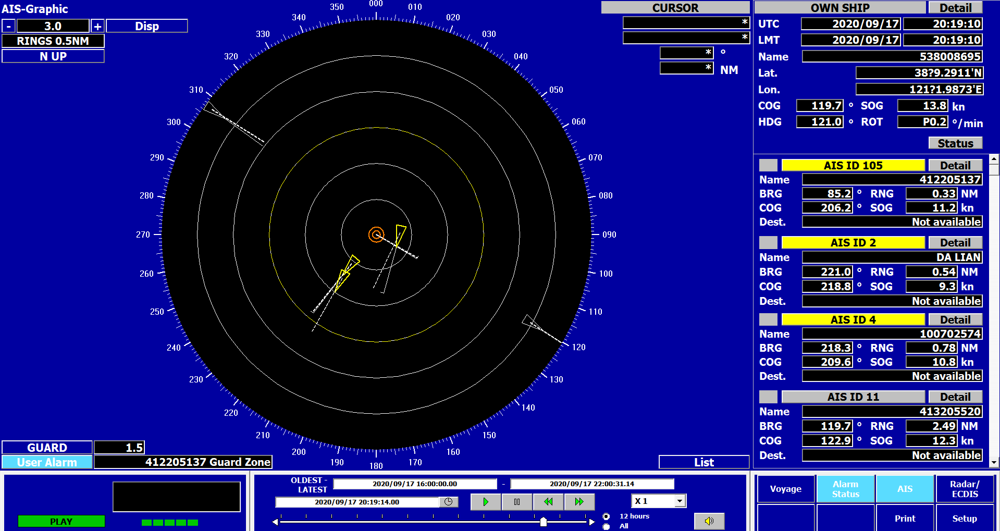 AIS-Graphic
- 3.0 + Disp
RINGS 0.5NM
N UP
000
010
020
030
040
050
060
070
080
090
100
110
120
130
140
150
160
170
180
190
200
210
220
230
240
250
260
270
280
290
300
310
320
330
340
350
CURSOR
*
*
* °
* NM
GUARD 1.5
User Alarm 412205137 Guard Zone
List
OWN SHIP Detail
UTC 2020/09/17 20:19:10
LMT 2020/09/17 20:19:10
Name 538008695
Lat. 38?9.2911'N
Lon. 121?1.9873'E
COG 119.7 ° SOG 13.8 kn
HDG 121.0 ° ROT P0.2 °/min
Status
AIS ID 105 Detail
Name 412205137
BRG 85.2 ° RNG 0.33 NM
COG 206.2 ° SOG 11.2 kn
Dest. Not available
AIS ID 2 Detail
Name DA LIAN
BRG 221.0 ° RNG 0.54 NM
COG 218.8 ° SOG 9.3 kn
Dest. Not available
AIS ID 4 Detail
Name 100702574
BRG 218.3 ° RNG 0.78 NM
COG 209.6 ° SOG 10.8 kn
Dest. Not available
AIS ID 11 Detail
Name 413205520
BRG 119.7 ° RNG 2.49 NM
COG 122.9 ° SOG 12.3 kn
Dest. Not available
PLAY
OLDEST -
LATEST
2020/09/17 16:00:00.00 - 2020/09/17 22:00:31.14
2020/09/17 20:19:14.00
X 1
12 hours
All
Voyage
Alarm
Status
AIS
Radar/
ECDIS
Print
Setup